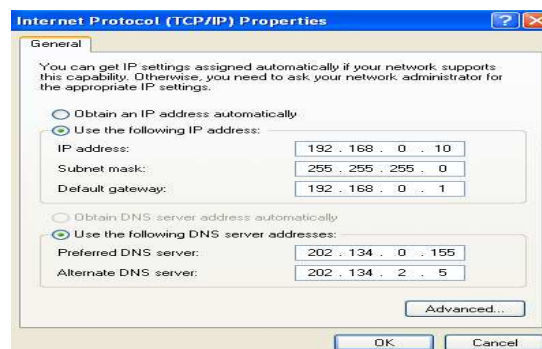 Internet Protocol (TCP/IP) Properties
General
You can get IP settings assigned automatically if your network supports
this capability. Otherwise, you need to ask your network administrator for
the appropriate IP settings.
Obtain an IP address automatically
Use the following IP address:
IP address: 192 . 168 . 0 . 10
Subnet mask: 255 . 255 . 255 . 0
Default gateway: 192 . 168 . 0 . 1
Obtain DNS server address automatically
Use the following DNS server addresses:
Preferred DNS server: 202 . 134 . 0 . 155
Alternate DNS server: 202 . 134 . 2 . 5
Advanced...
OK Cancel